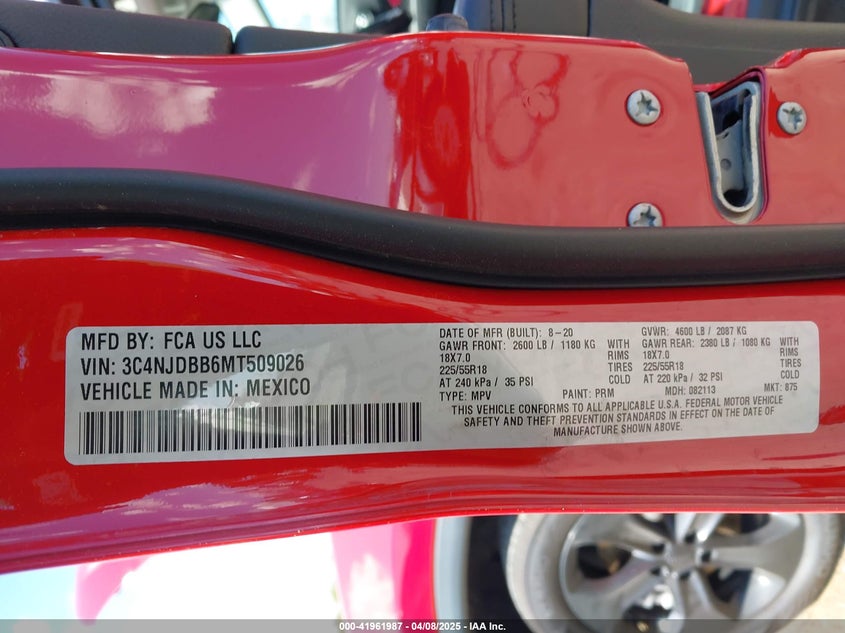 MFD BY: FCA US LLC
VIN: 3C4NJDBB6MT509026
VEHICLE MADE IN: MEXICO
DATE OF MFR (BUILT): 8-20 GVWR: 4600 LB / 2087 KG
GAWR FRONT: 2600 LB / 1180 KG WITH GAWR REAR: 2380 LB / 1080 KG WITH
18X7.0 RIMS 18X7.0 RIMS
225/55R18 TIRES 225/55R18 TIRES
AT 240 kPa / 35 PSI COLD AT 220 kPa / 32 PSI COLD
TYPE: MPV PAINT: PRM MDH: 082113 MKT: 875
THIS VEHICLE CONFORMS TO ALL APPLICABLE U.S.A. FEDERAL MOTOR VEHICLE
SAFETY AND THEFT PREVENTION STANDARDS IN EFFECT ON THE DATE OF
MANUFACTURE SHOWN ABOVE.
000-41961987 - 04/08/2025 - IAA Inc.